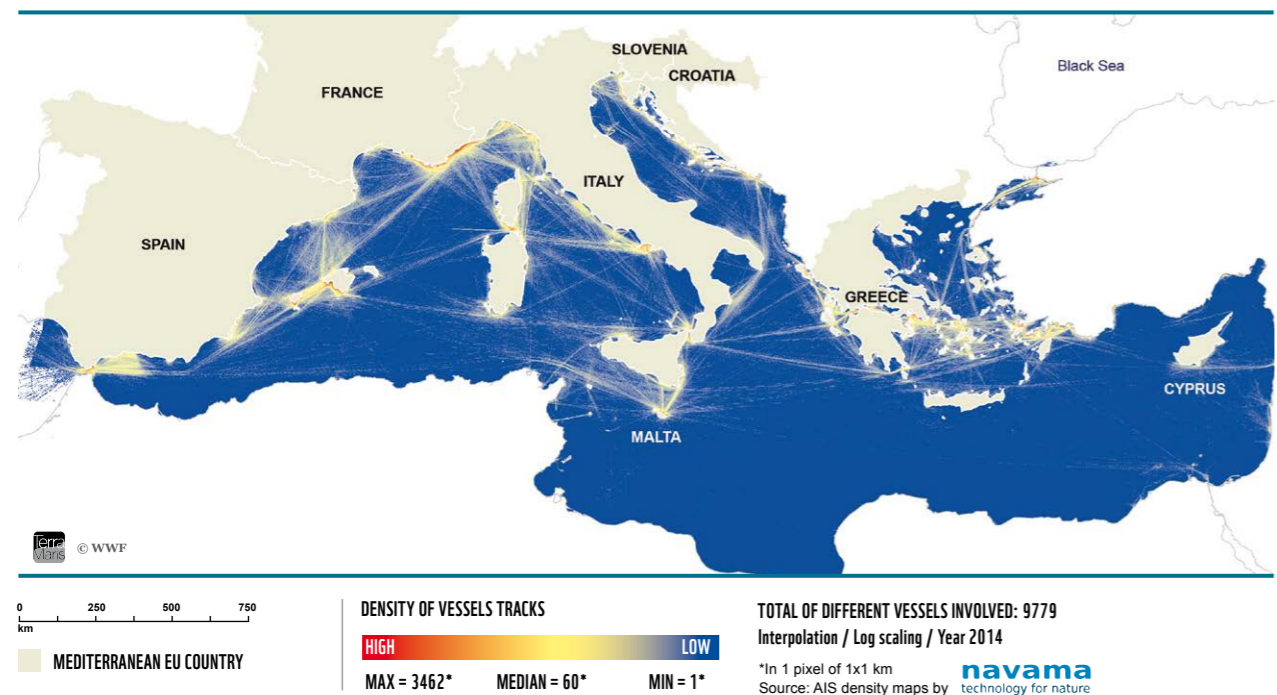 SLOVENIA
CROATIA
Black Sea
FRANCE
ITALY
SPAIN
GREECE
CYPRUS
MALTA
Terra
Maris
© WWF
0 250 500 750
km
MEDITERRANEAN EU COUNTRY
DENSITY OF VESSELS TRACKS
HIGH LOW
MAX = 3462* MEDIAN = 60* MIN = 1*
TOTAL OF DIFFERENT VESSELS INVOLVED: 9779
Interpolation / Log scaling / Year 2014
*In 1 pixel of 1x1 km
Source: AIS density maps by
navama
technology for nature